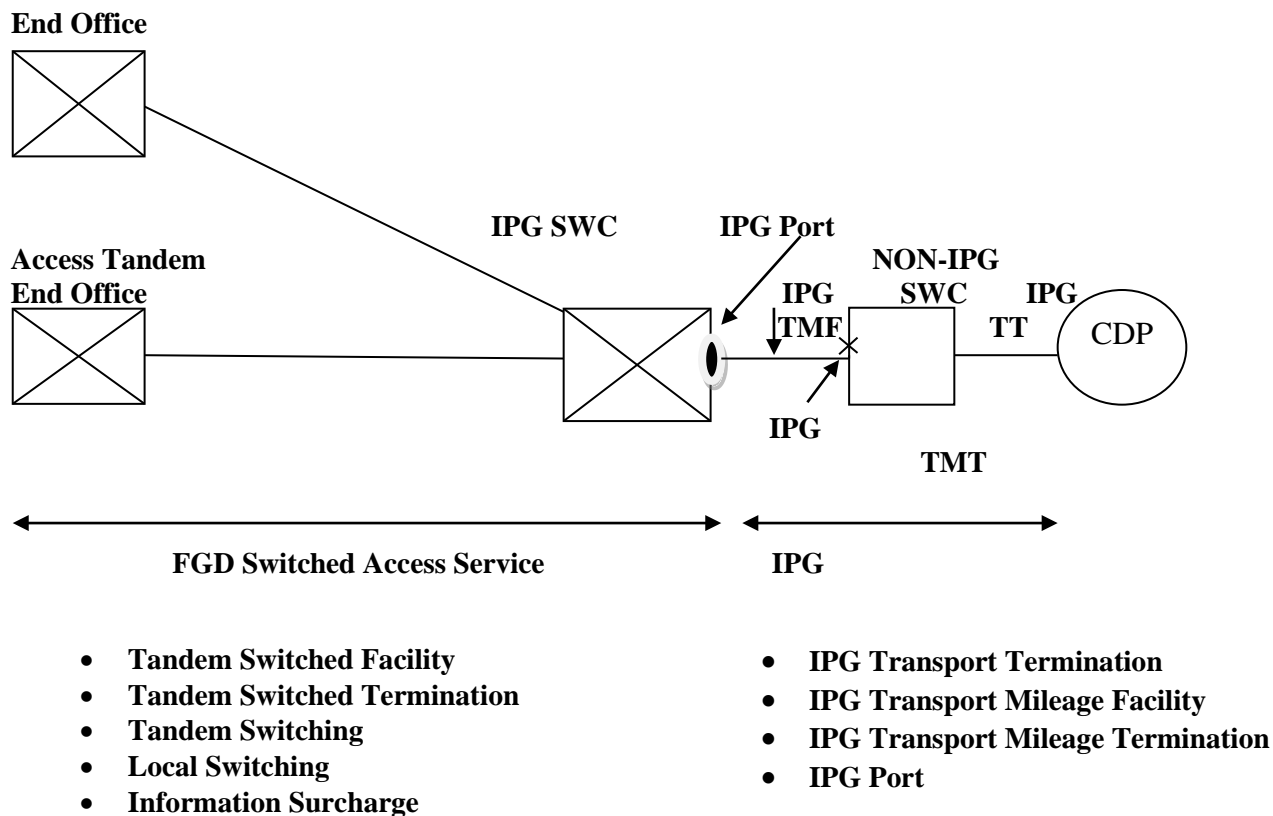 End Office
IPG SWC
IPG Port
Access Tandem
End Office
NON-IPG
SWC
IPG
TMF
IPG
TT
CDP
IPG
TMT
FGD Switched Access Service
IPG
• Tandem Switched Facility
• Tandem Switched Termination
• Tandem Switching
• Local Switching
• Information Surcharge
• IPG Transport Termination
• IPG Transport Mileage Facility
• IPG Transport Mileage Termination
• IPG Port